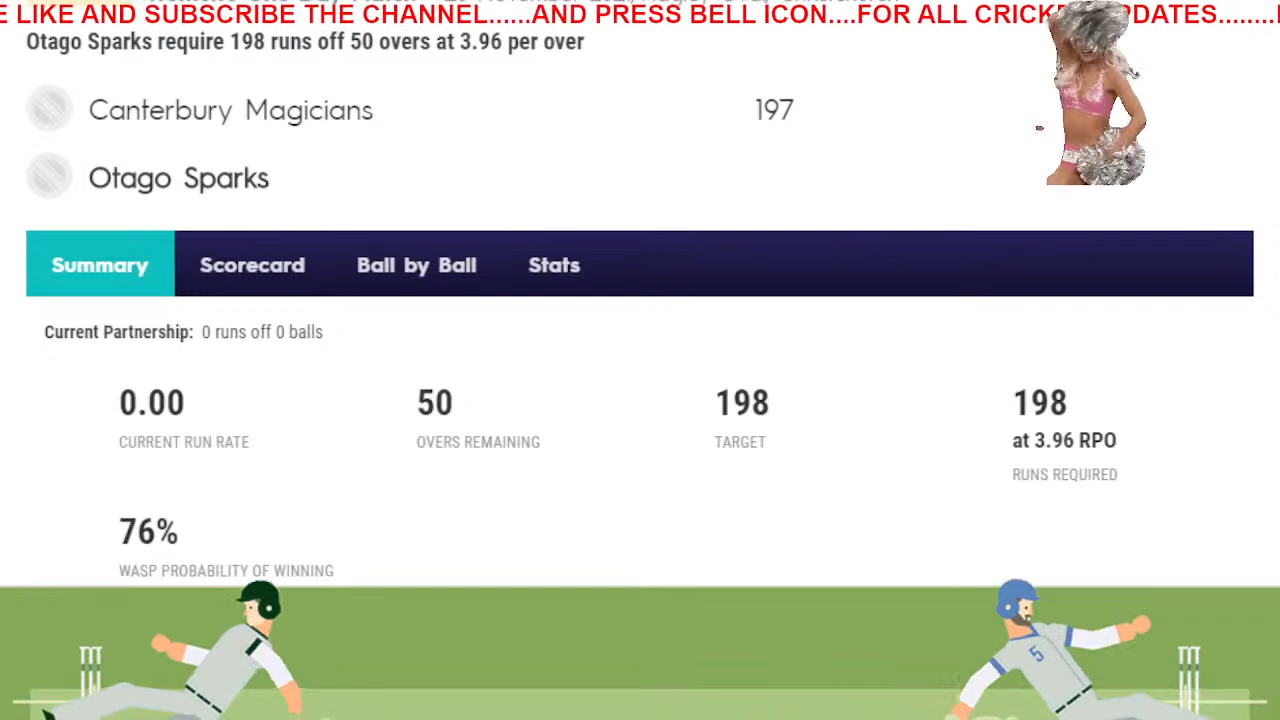 E LIKE AND SUBSCRIBE THE CHANNEL......AND PRESS BELL ICON....FOR ALL CRICK PDATES........
Otago Sparks require 198 runs off 50 overs at 3.96 per over
Canterbury Magicians 197
Otago Sparks
Summary Scorecard Ball by Ball Stats
Current Partnership: 0 runs off 0 balls
0.00 50 198 198
CURRENT RUN RATE OVERS REMAINING TARGET at 3.96 RPO
RUNS REQUIRED
76%
WASP PROBABILITY OF WINNING
5